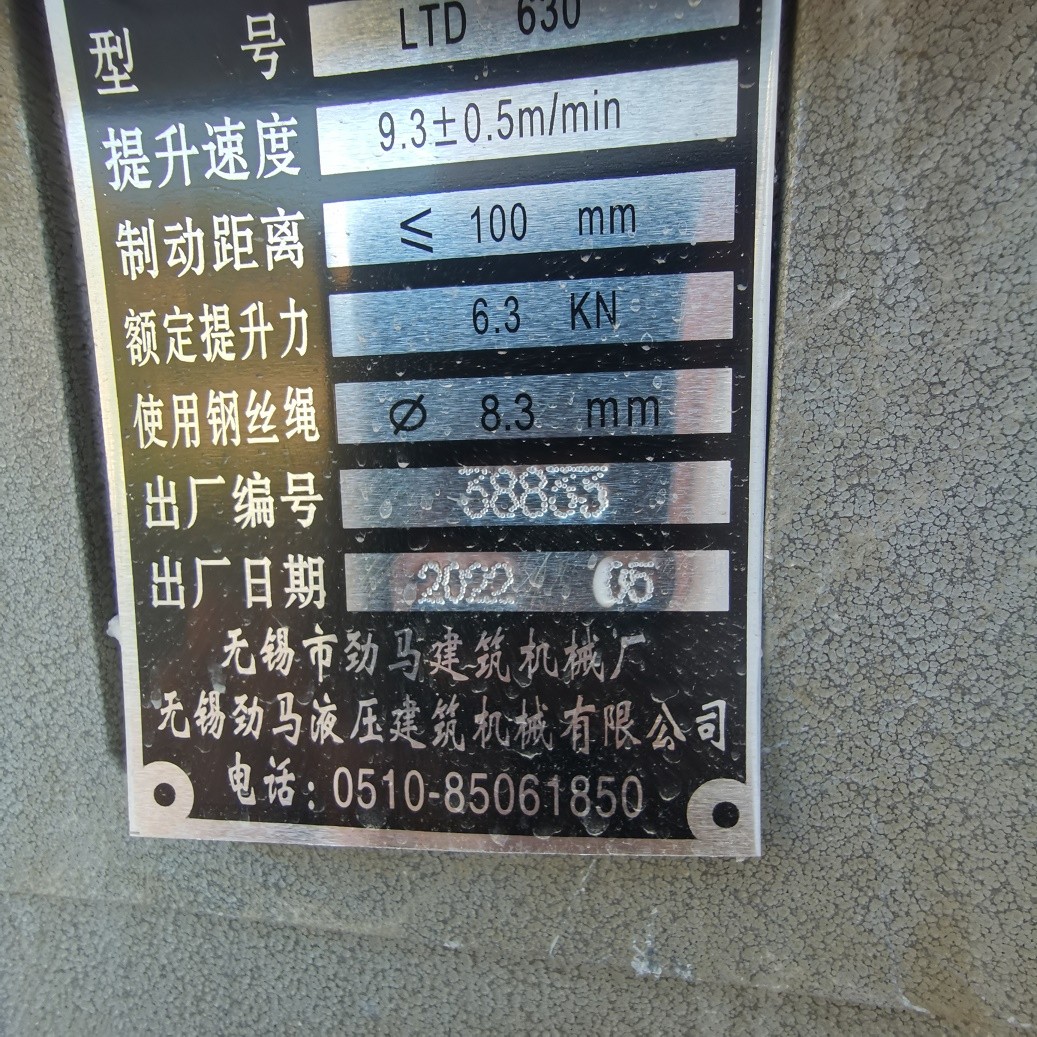 型 号 LTD 630
提升速度 9.3±0.5m/min
制动距离 ≤ 100 mm
额定提升力 6.3 KN
使用钢丝绳 Ø 8.3 mm
出厂编号 38833
出厂日期 2022 05
无锡市劲马建筑机械厂
无锡劲马液压建筑机械有限公司
电话：0510-85061850